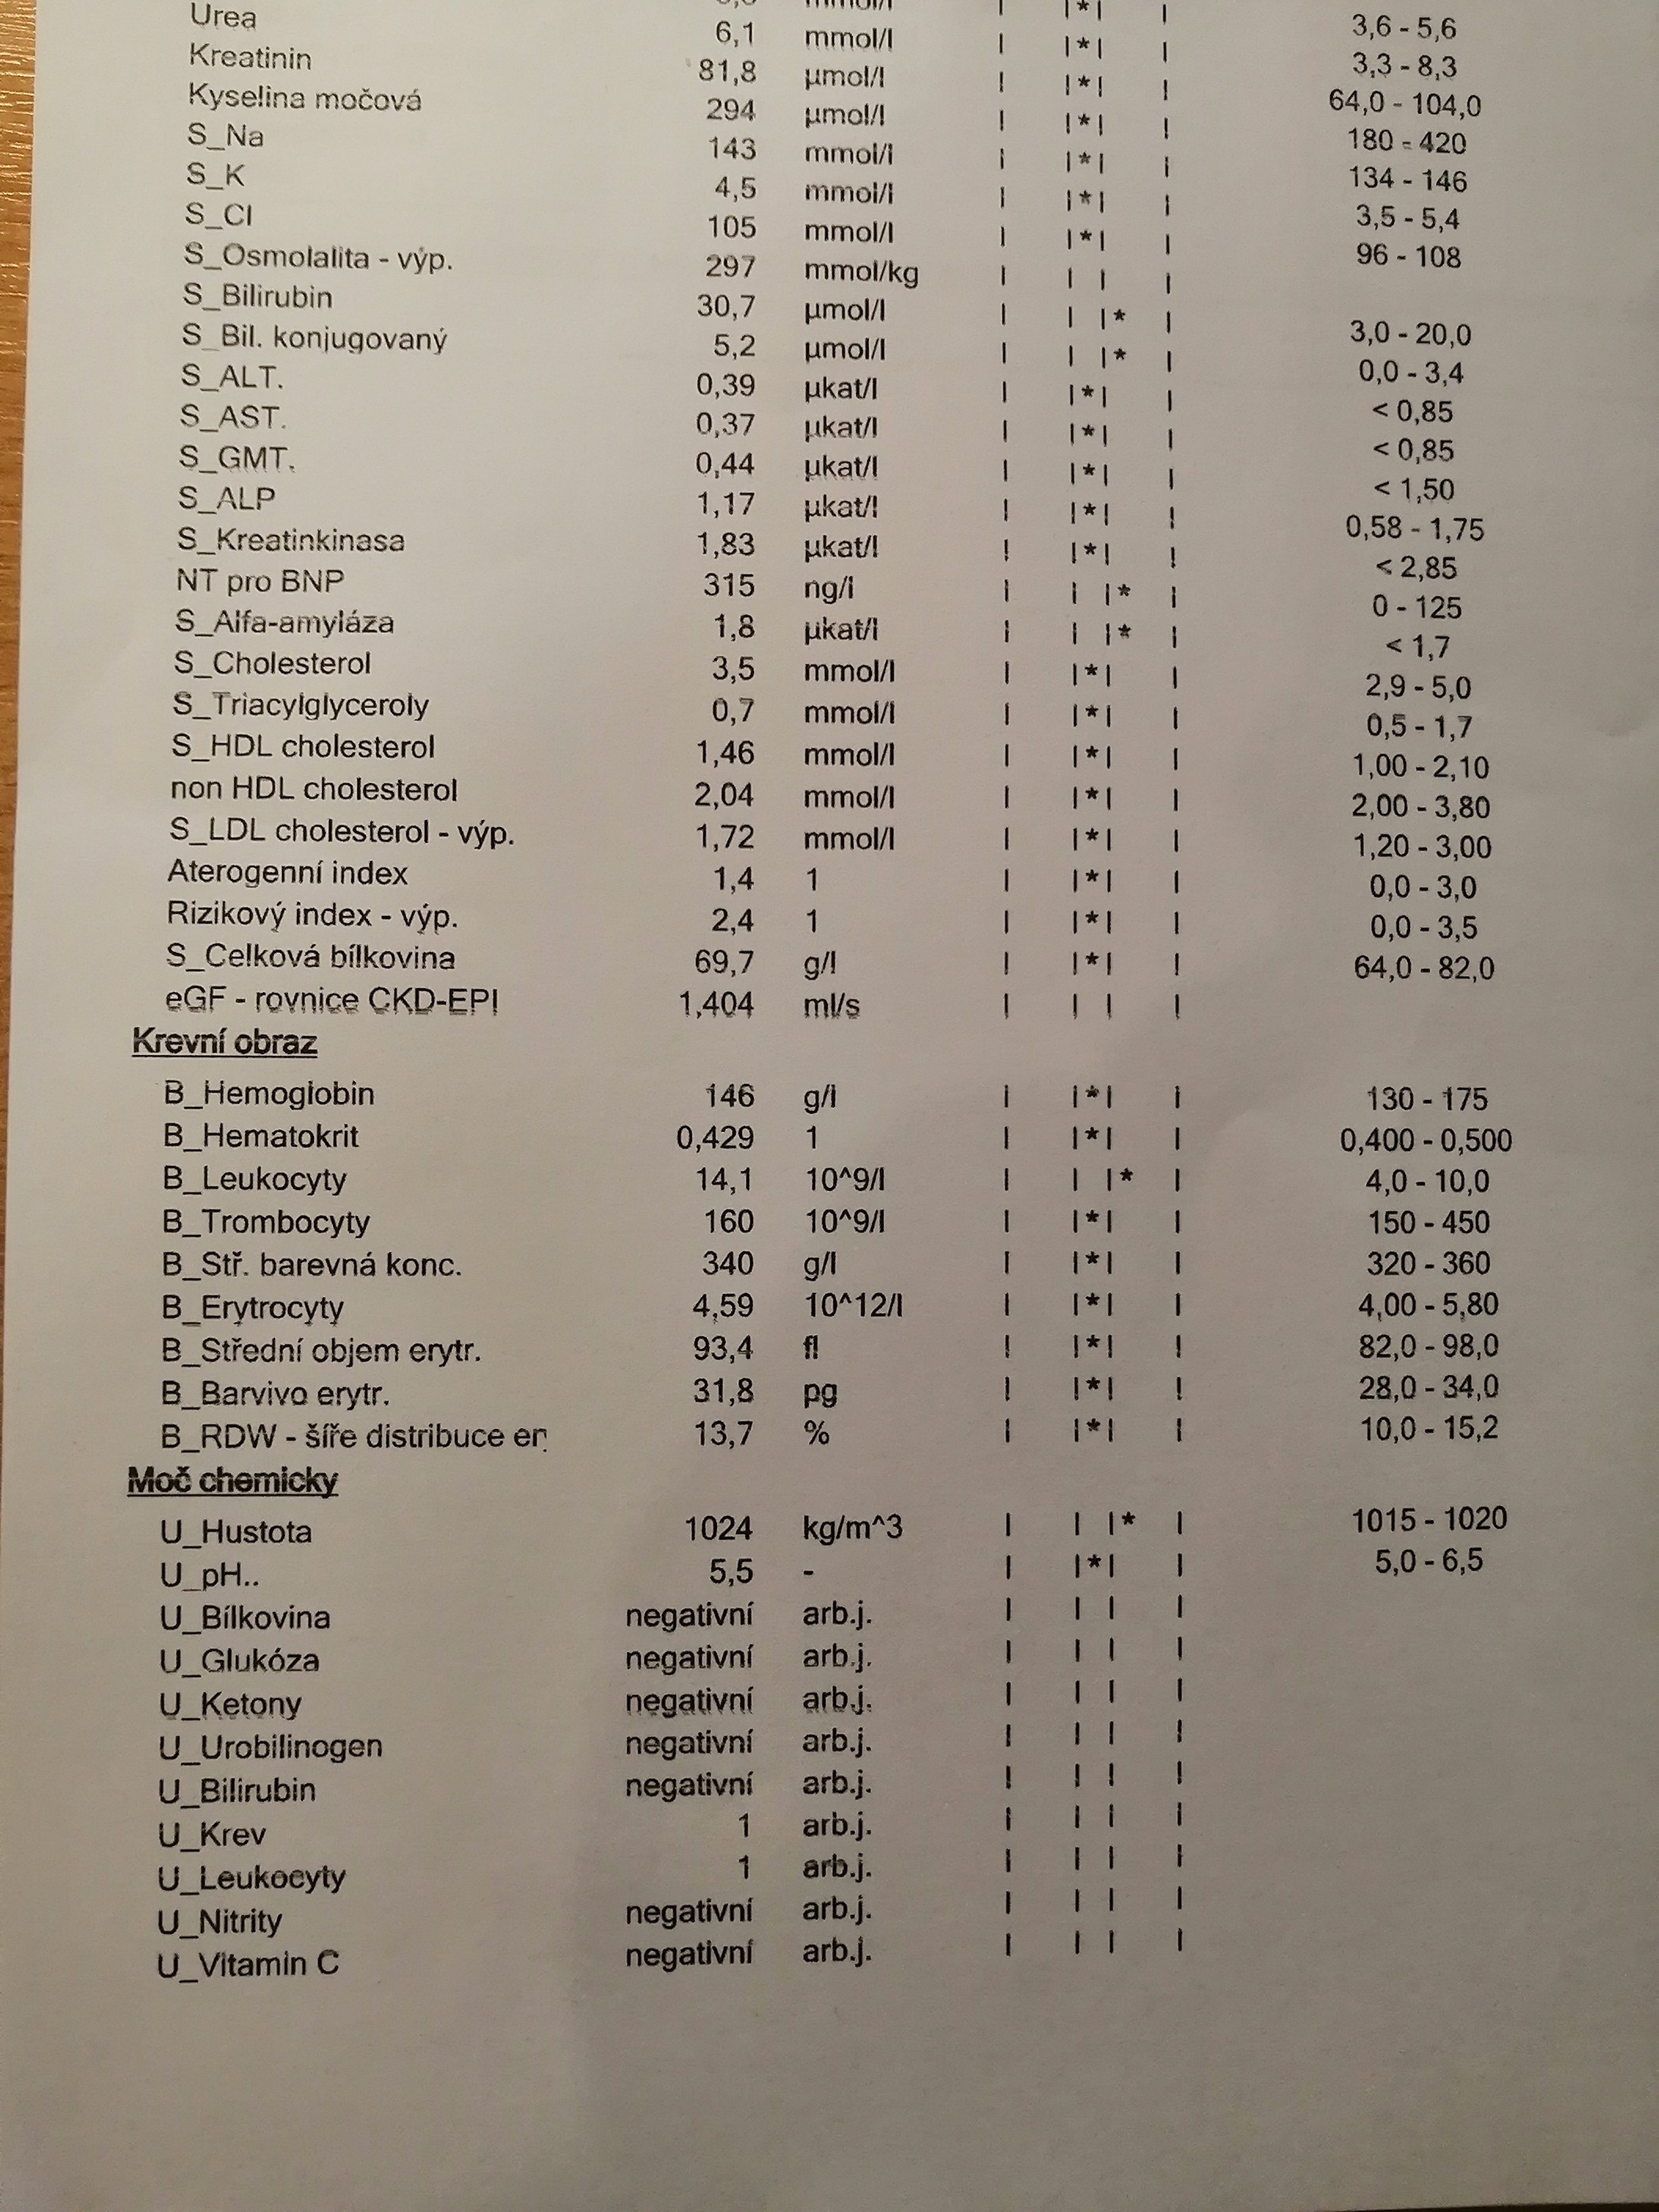 mmol/l | |*| | 3,6 - 5,6
Urea 6,1 mmol/l | |*| | 3,3 - 8,3
Kreatinin 81,8 µmol/l | |*| | 64,0 - 104,0
Kyselina močová 294 µmol/l | |*| | 180 - 420
S_Na 143 mmol/l | |*| | 134 - 146
S_K 4,5 mmol/l | |*| | 3,5 - 5,4
S_Cl 105 mmol/l | |*| | 96 - 108
S_Osmolalita - výp. 297 mmol/kg | | | |
S_Bilirubin 30,7 µmol/l | | |* | 3,0 - 20,0
S_Bil. konjugovaný 5,2 µmol/l | | |* | 0,0 - 3,4
S_ALT. 0,39 µkat/l | |*| | < 0,85
S_AST. 0,37 µkat/l | |*| | < 0,85
S_GMT. 0,44 µkat/l | |*| | < 1,50
S_ALP 1,17 µkat/l | |*| | 0,58 - 1,75
S_Kreatinkinasa 1,83 µkat/l | |*| | < 2,85
NT pro BNP 315 ng/l | | |* | 0 - 125
S_Alfa-amyláza 1,8 µkat/l | | |* | < 1,7
S_Cholesterol 3,5 mmol/l | |*| | 2,9 - 5,0
S_Triacylglyceroly 0,7 mmol/l | |*| | 0,5 - 1,7
S_HDL cholesterol 1,46 mmol/l | |*| | 1,00 - 2,10
non HDL cholesterol 2,04 mmol/l | |*| | 2,00 - 3,80
S_LDL cholesterol - výp. 1,72 mmol/l | |*| | 1,20 - 3,00
Aterogenní index 1,4 1 | |*| | 0,0 - 3,0
Rizikový index - výp. 2,4 1 | |*| | 0,0 - 3,5
S_Celková bílkovina 69,7 g/l | |*| | 64,0 - 82,0
eGF - rovnice CKD-EPI 1,404 ml/s | | | |
Krevní obraz
B_Hemoglobin 146 g/l | |*| | 130 - 175
B_Hematokrit 0,429 1 | |*| | 0,400 - 0,500
B_Leukocyty 14,1 10^9/l | | |* | 4,0 - 10,0
B_Trombocyty 160 10^9/l | |*| | 150 - 450
B_Stř. barevná konc. 340 g/l | |*| | 320 - 360
B_Erytrocyty 4,59 10^12/l | |*| | 4,00 - 5,80
B_Střední objem erytr. 93,4 fl | |*| | 82,0 - 98,0
B_Barvivo erytr. 31,8 pg | |*| | 28,0 - 34,0
B_RDW - šíře distribuce er 13,7 % | |*| | 10,0 - 15,2
Moč chemicky
U_Hustota 1024 kg/m^3 | | |* | 1015 - 1020
U_pH.. 5,5 - | |*| | 5,0 - 6,5
U_Bílkovina negativní arb.j. | | | |
U_Glukóza negativní arb.j. | | | |
U_Ketony negativní arb.j. | | | |
U_Urobilinogen negativní arb.j. | | | |
U_Bilirubin negativní arb.j. | | | |
U_Krev 1 arb.j. | | | |
U_Leukocyty 1 arb.j. | | | |
U_Nitrity negativní arb.j. | | | |
U_Vitamin C negativní arb.j. | | | |